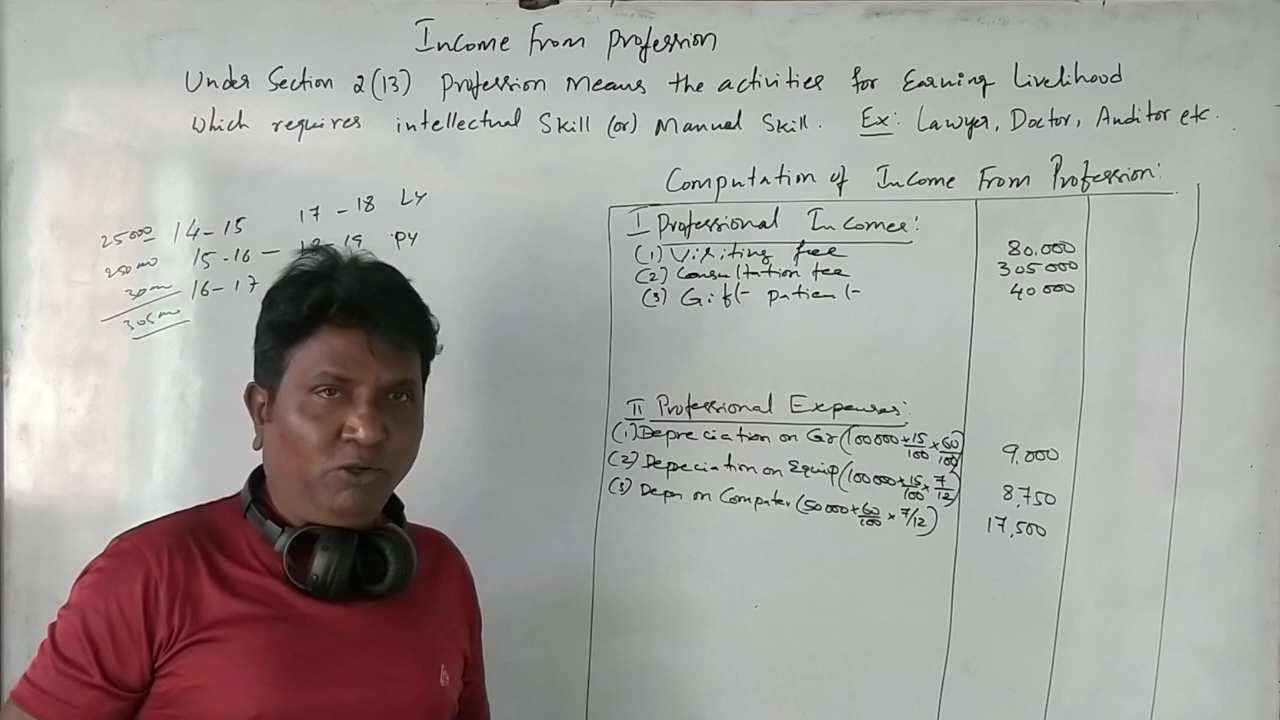 Income From Profession
Under Section 2(13) Profession Means the activities for Earning Livelihood
Which requires intellectual Skill (or) Manual Skill. Ex: Lawyer, Doctor, Auditor etc.
25000 14-15 17-18 LY
250000 15-16 - 18-19 PY
30000 16-17
305000
Computation of Income From Profession:
I Professional Incomes:
(1) Visiting fee 80,000
(2) Consultation fee 305000
(3) Gift- patient- 40000
II Professional Expenses:
(1) Depreciation on Car (100000×15/100×60/100) 9,000
(2) Depeciation on Equip (100000×15/100×7/12) 8,750
(3) Depn on Computer (50000×60/100×7/12) 17,500